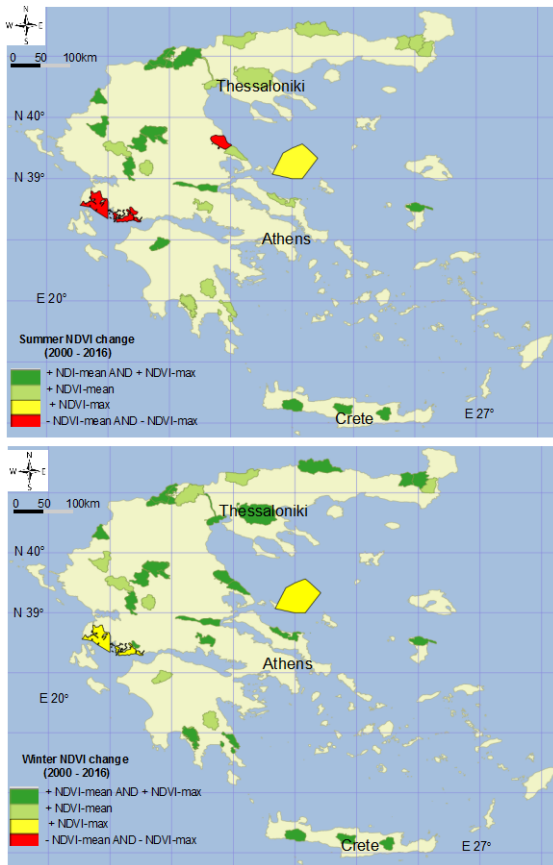 N
W E
S
0 50 100km
Thessaloniki
N 40°
N 39°
Athens
E 20°
Summer NDVI change
(2000 - 2016)
+ NDI-mean AND + NDVI-max
+ NDVI-mean
+ NDVI-max
- NDVI-mean AND - NDVI-max
E 27°
Crete
N
W E
S
0 50 100km
Thessaloniki
N 40°
N 39°
Athens
E 20°
Winter NDVI change
(2000 - 2016)
+ NDVI-mean AND + NDVI-max
+ NDVI-mean
+ NDVI-max
- NDVI-mean AND - NDVI-max
E 27°
Crete